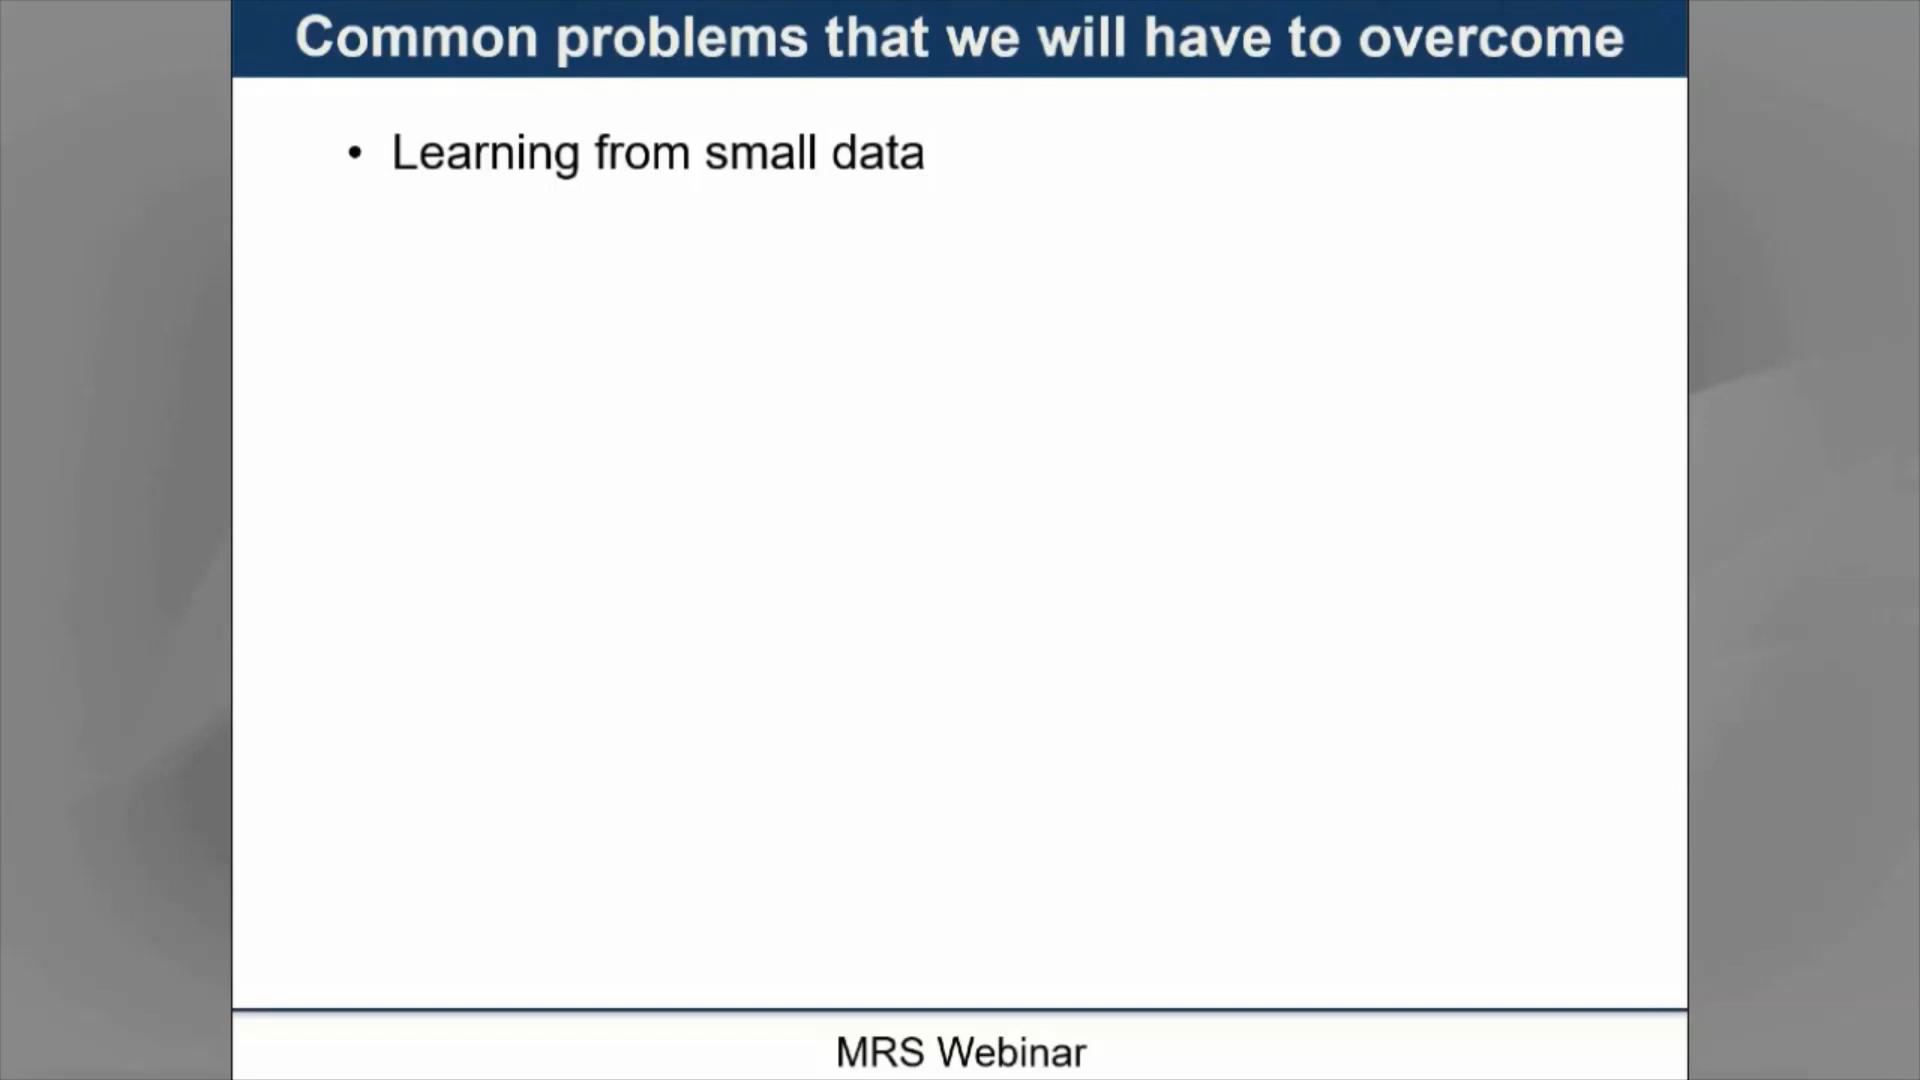 Common problems that we will have to overcome
• Learning from small data
MRS Webinar